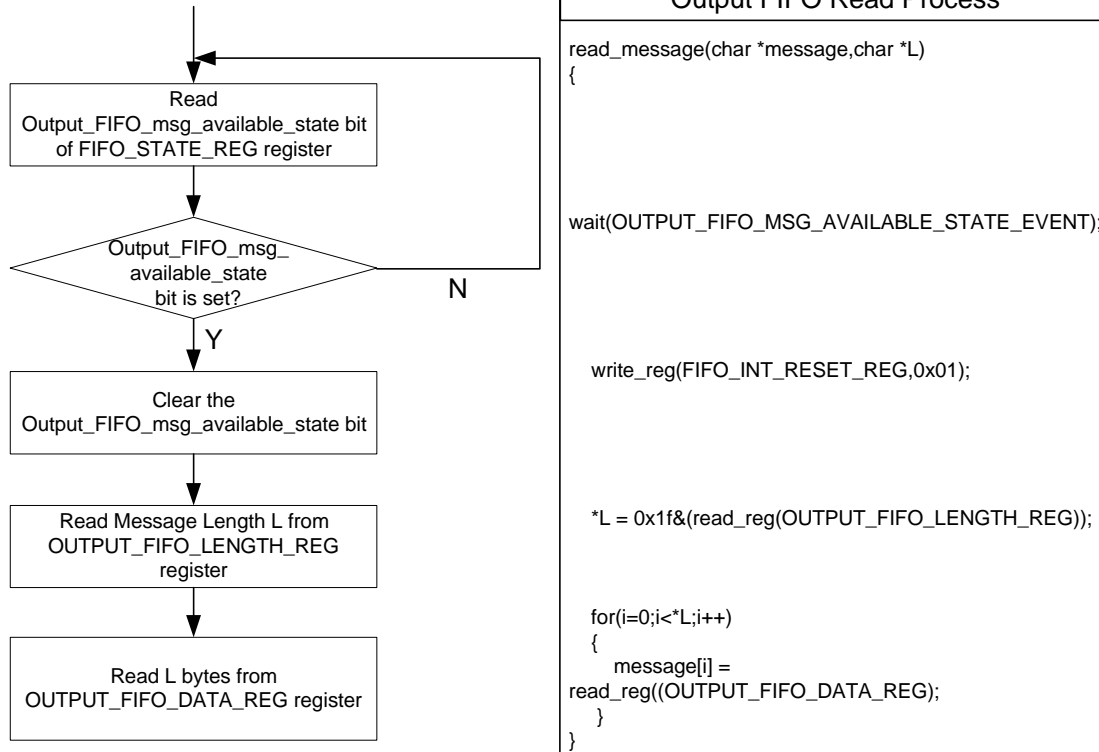 Read
Output_FIFO_msg_available_state bit
of FIFO_STATE_REG register
Output_FIFO_msg_
available_state
bit is set?
N
Y
Clear the
Output_FIFO_msg_available_state bit
Read Message Length L from
OUTPUT_FIFO_LENGTH_REG
register
Read L bytes from
OUTPUT_FIFO_DATA_REG register
Output FIFO Read Process
read_message(char *message,char *L)
{
wait(OUTPUT_FIFO_MSG_AVAILABLE_STATE_EVENT);
write_reg(FIFO_INT_RESET_REG,0x01);
*L = 0x1f&(read_reg(OUTPUT_FIFO_LENGTH_REG));
for(i=0;i<*L;i++)
{
message[i] =
read_reg((OUTPUT_FIFO_DATA_REG);
}
}